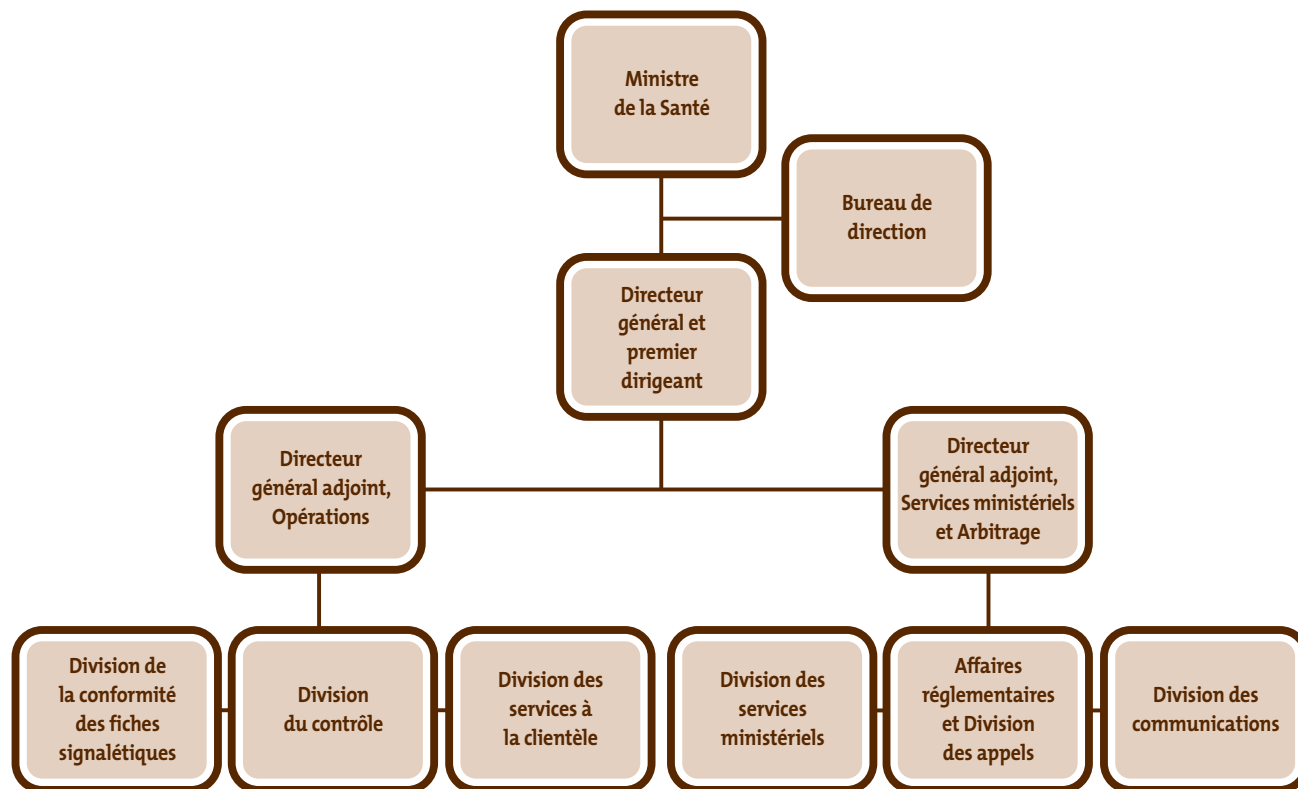 Ministre
de la Santé
Bureau de
direction
Directeur
général et
premier
dirigeant
Directeur
général adjoint,
Opérations
Directeur
général adjoint,
Services ministériels
et Arbitrage
Division de
la conformité
des fiches
signalétiques
Division
du contrôle
Division des
services à
la clientèle
Division des
services
ministériels
Affaires
réglementaires
et Division
des appels
Division des
communications